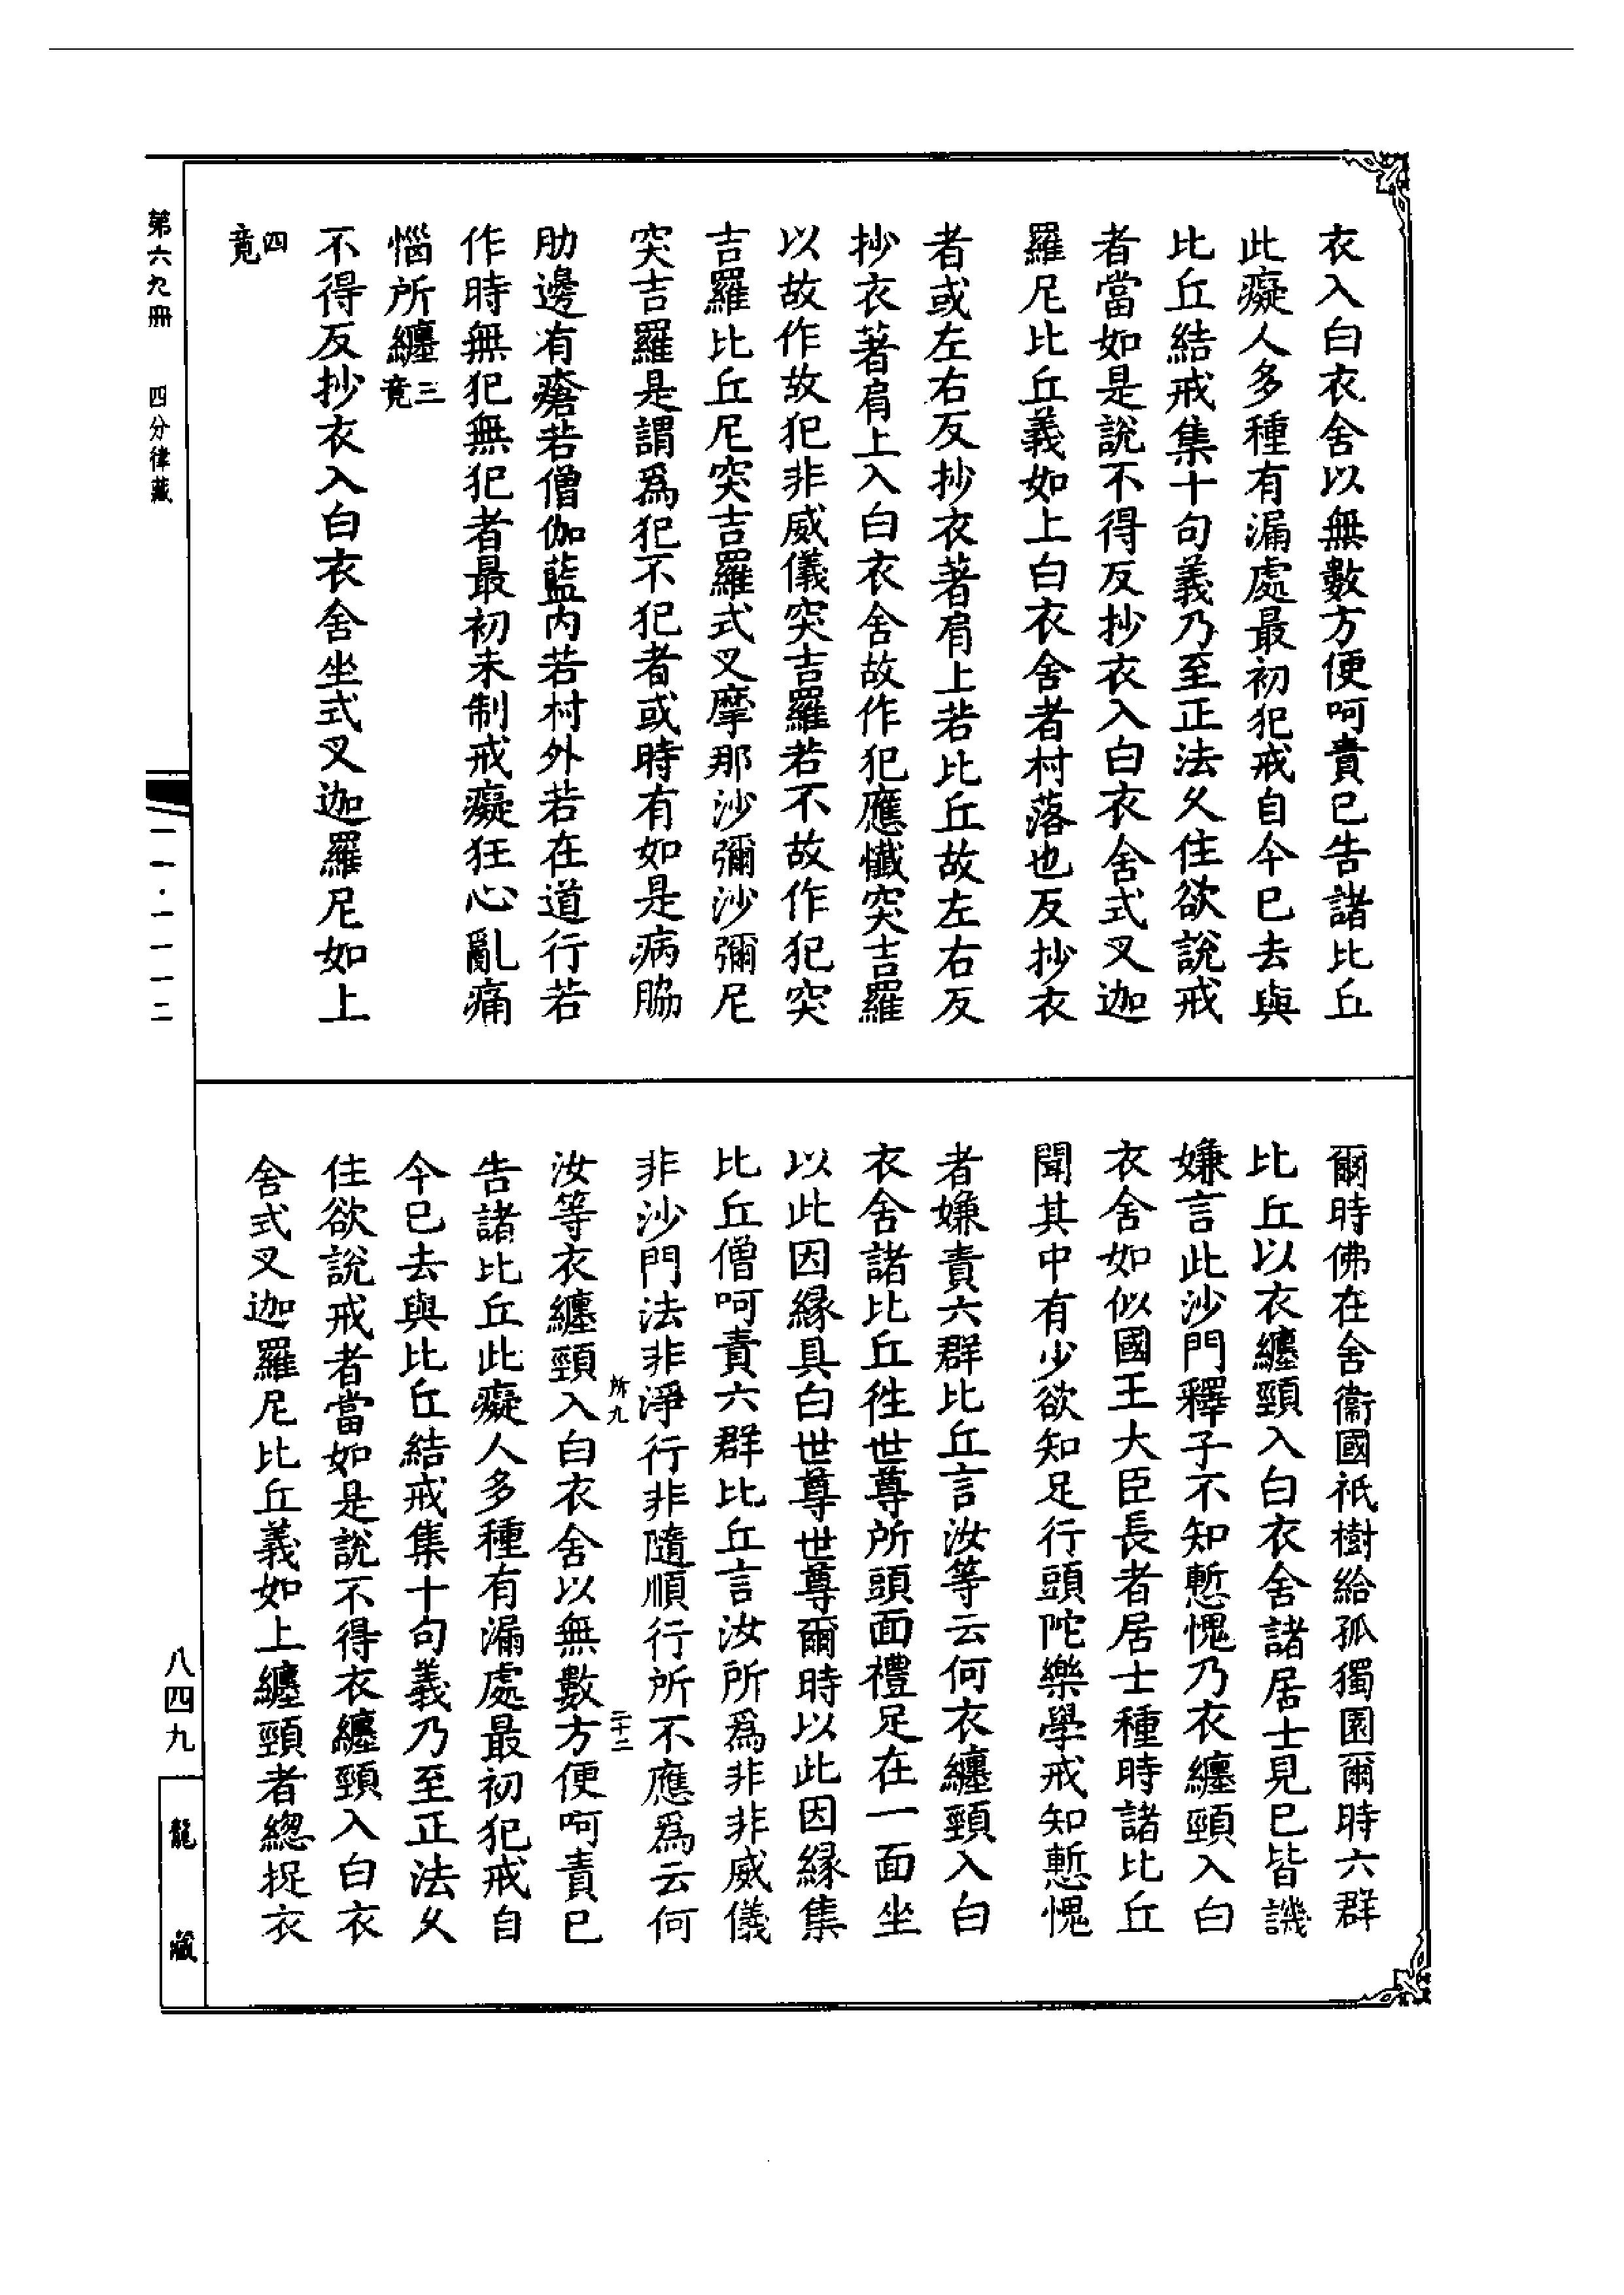 衣入白衣舍以無數方便呵責已告諸比丘
此癡人多種有漏處最初犯戒自今已去與
比丘結戒集十句義乃至正法久住欲說戒
者當如是說不得反抄衣入白衣舍式叉迦
羅尼比丘義如上白衣舍者村落也反抄衣
者或左右反抄衣著肩上若比丘故左右反
抄衣著肩上入白衣舍故作犯應懺突吉羅
以故作故犯非威儀突吉羅若不故作犯突
吉羅比丘尼突吉羅式叉摩那沙彌沙彌尼
突吉羅是謂爲犯不犯者或時有如是病脇
肋邊有瘡若僧伽藍內若村外若在道行若
作時無犯無犯者最初未制戒癡狂心亂痛
惱所纏三竟
不得反抄衣入白衣舍坐式叉迦羅尼如上
四竟
爾時佛在舍衞國祇樹給孤獨園爾時六群
比丘以衣纏頸入白衣舍諸居士見已皆譏
嫌言此沙門釋子不知慙愧乃衣纏頸入白
衣舍如似國王大臣長者居士種時諸比丘
聞其中有少欲知足行頭陀樂學戒知慙愧
者嫌責六群比丘言汝等云何衣纏頸入白
衣舍諸比丘徃世尊所頭面禮足在一面坐
以此因緣具白世尊世尊爾時以此因緣集
比丘僧呵責六群比丘言汝所爲非非威儀
非沙門法非淨行非隨順行所不應爲云何
所九
二十二
汝等衣纏頸入白衣舍以無數方便呵責已
告諸比丘此癡人多種有漏處最初犯戒自
今已去與比丘結戒集十句義乃至正法久
住欲說戒者當如是說不得衣纏頸入白衣
舍式叉迦羅尼比丘義如上纏頸者總捉衣
第六九冊 四分律藏
一一·一一一二
八四九
龍藏